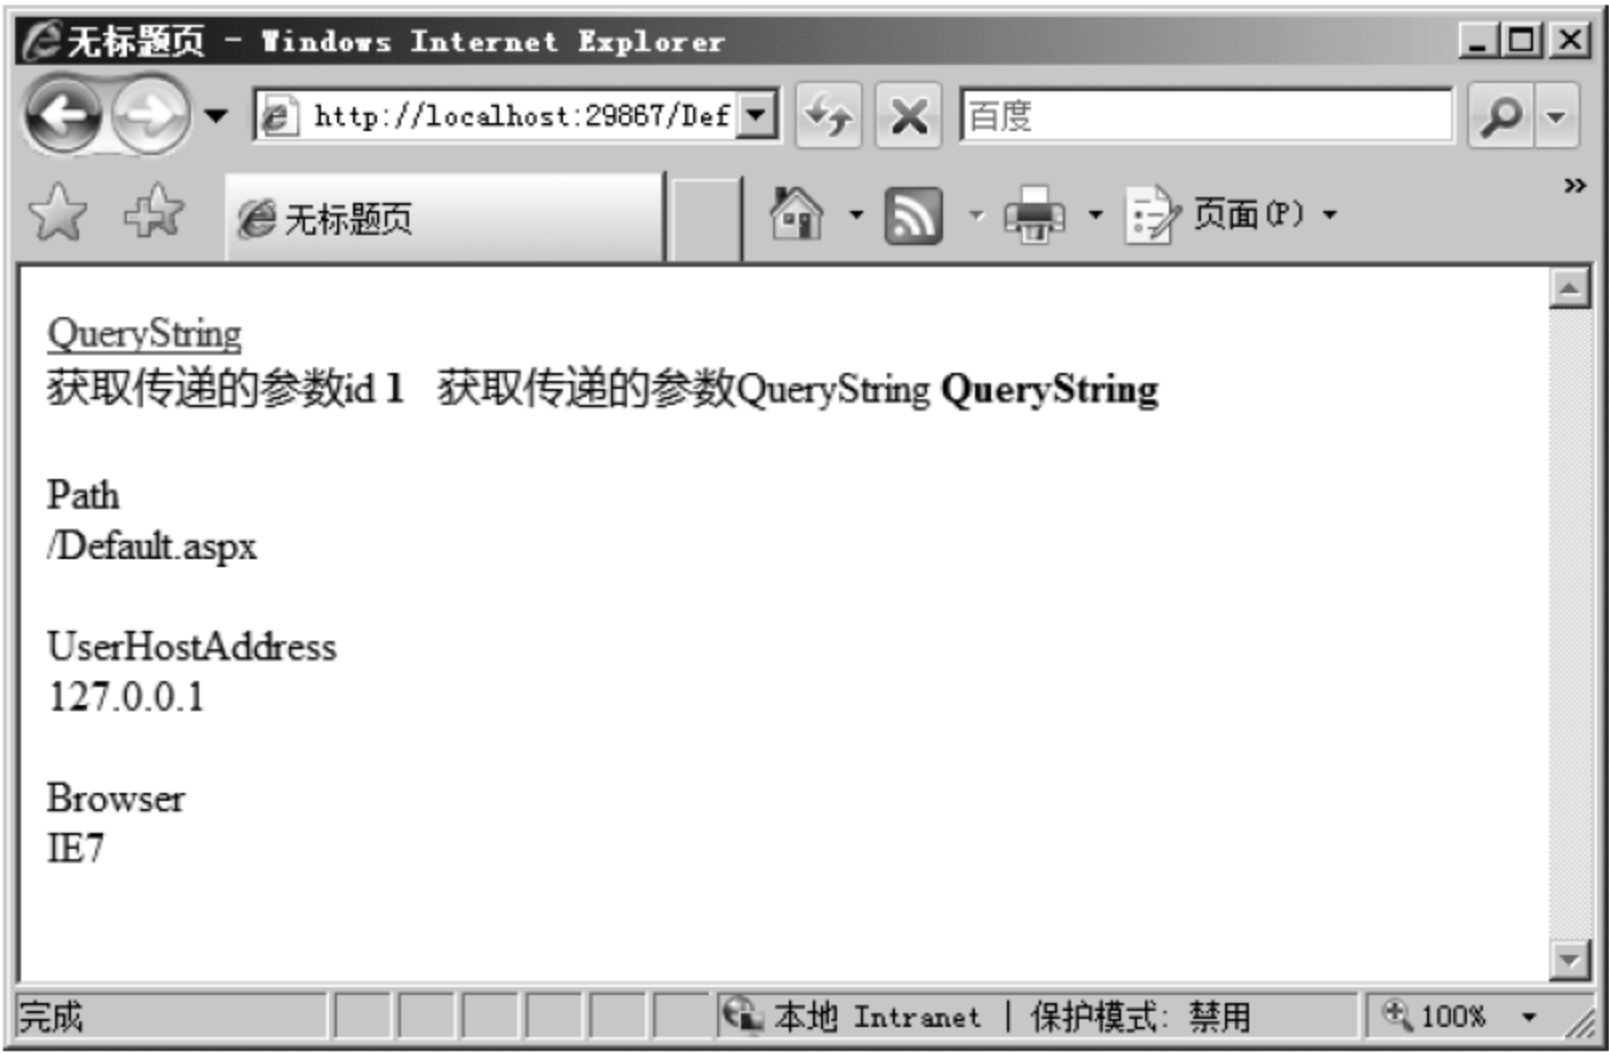 无标题页 - Windows Internet Explorer
http://localhost:29867/Def
百度
无标题页
页面(P)
»
QueryString
获取传递的参数id 1 获取传递的参数QueryString QueryString
Path
/Default.aspx
UserHostAddress
127.0.0.1
Browser
IE7
完成
本地 Intranet | 保护模式: 禁用
100%